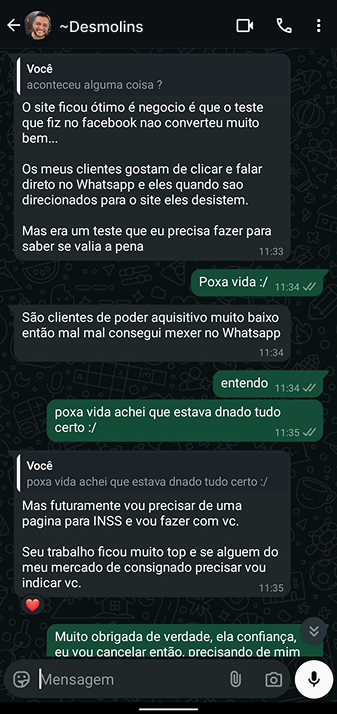 ~Desmolins
Você
aconteceu alguma coisa ?
O site ficou ótimo é negocio é que o teste
que fiz no facebook nao converteu muito
bem...
Os meus clientes gostam de clicar e falar
direto no Whatsapp e eles quando sao
direcionados para o site eles desistem.
Mas era um teste que eu precisa fazer para
saber se valia a pena
11:33
Poxa vida :/ 11:34
São clientes de poder aquisitivo muito baixo
então mal mal consegui mexer no Whatsapp
11:34
entendo 11:34
poxa vida achei que estava dnado tudo
certo :/ 11:35
Você
poxa vida achei que estava dnado tudo certo :/
Mas futuramente vou precisar de uma
pagina para INSS e vou fazer com vc.
Seu trabalho ficou muito top e se alguem do
meu mercado de consignado precisar vou
indicar vc. 11:35
Muito obrigada de verdade, ela confiança,
eu vou cancelar então, precisando de mim
Mensagem